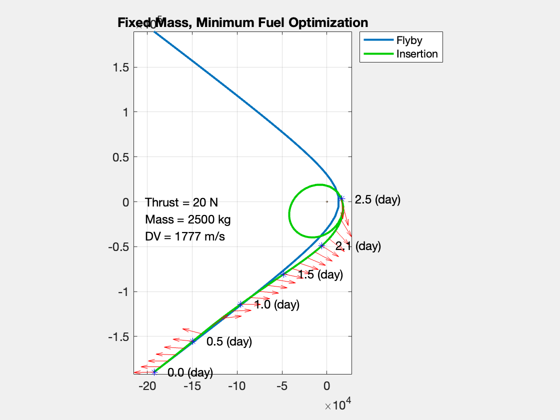 Fixed Mass, Minimum Fuel Optimization
Flyby
Insertion
1.5
1
0.5
0
-0.5
-1
-1.5
Thrust = 20 N
Mass = 2500 kg
DV = 1777 m/s
2.5 (day)
2.1 (day)
1.5 (day)
1.0 (day)
0.5 (day)
0.0 (day)
-20 -15 -10 -5 0
×10⁴